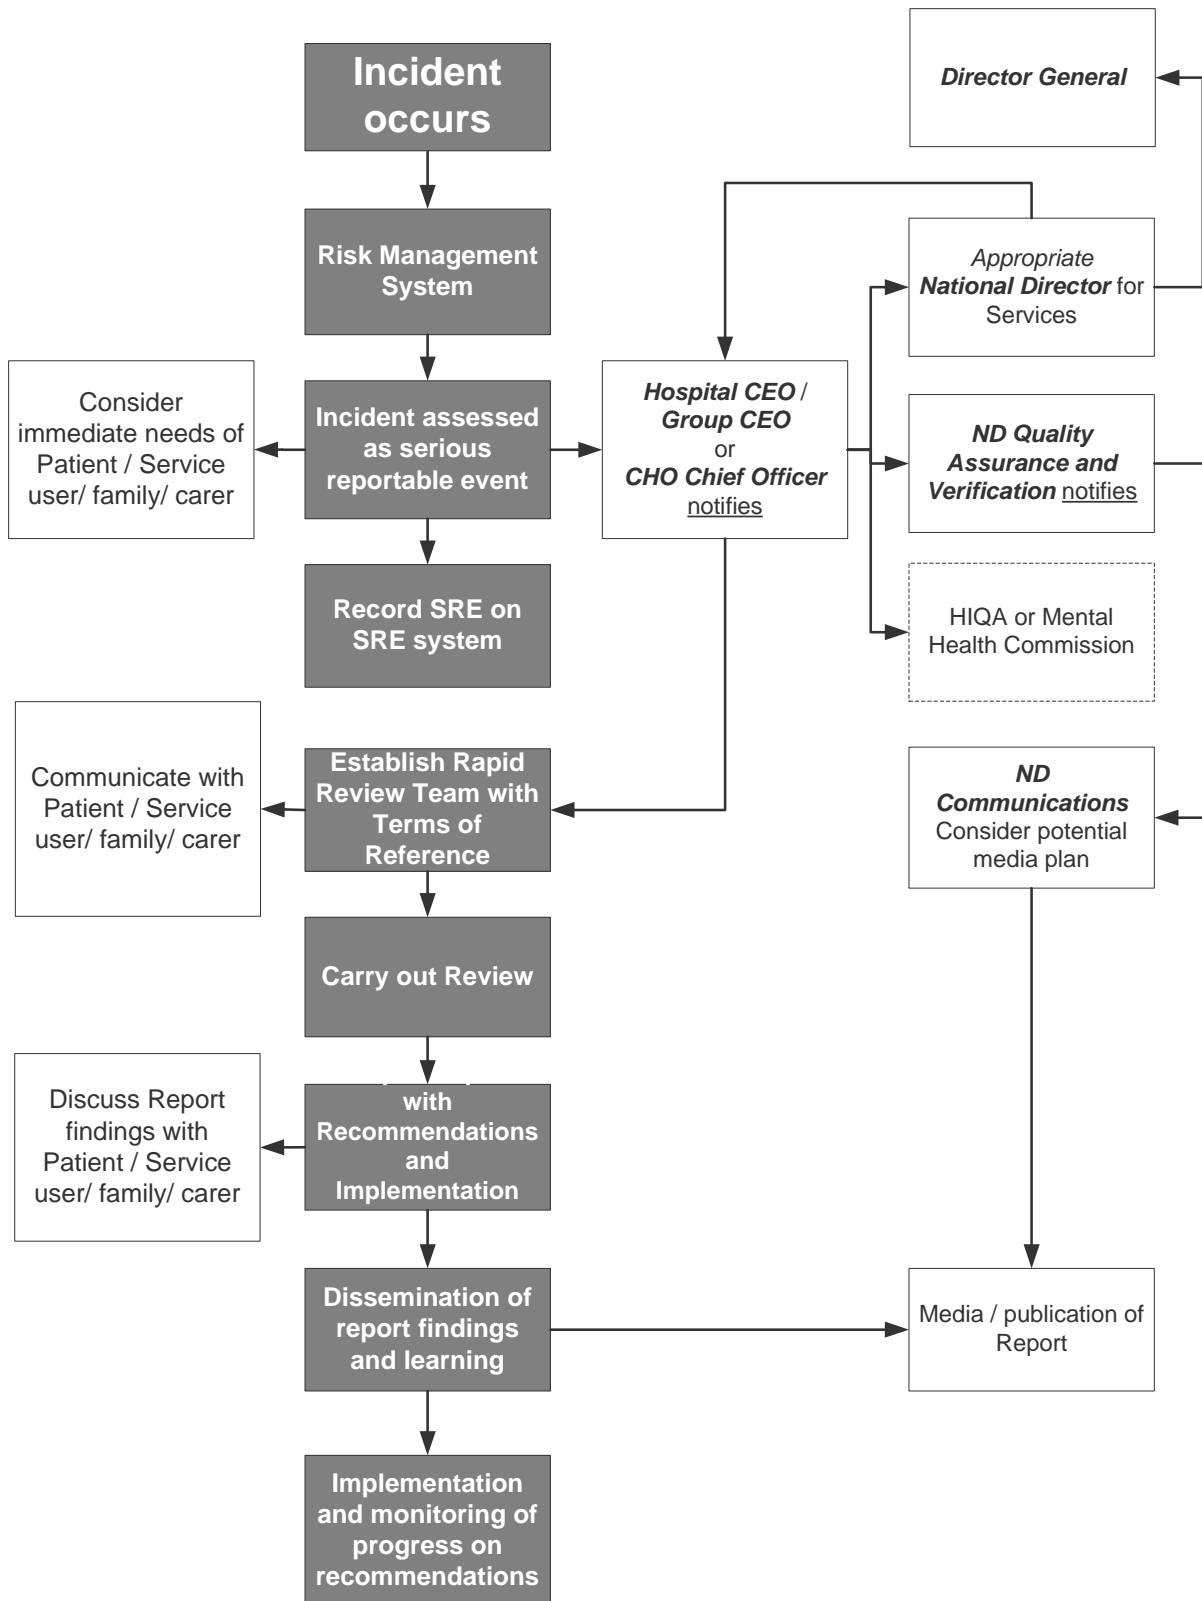 Incident
occurs
Director General
Risk Management
System
Appropriate
National Director for
Services
Consider
immediate needs of
Patient / Service
user/ family/ carer
Incident assessed
as serious
reportable event
Hospital CEO /
Group CEO
or
CHO Chief Officer
notifies
ND Quality
Assurance and
Verification notifies
Record SRE on
SRE system
HIQA or Mental
Health Commission
Communicate with
Patient / Service
user/ family/ carer
Establish Rapid
Review Team with
Terms of
Reference
ND
Communications
Consider potential
media plan
Carry out Review
Discuss Report
findings with
Patient / Service
user/ family/ carer
with
Recommendations
and
Implementation
Dissemination of
report findings
and learning
Media / publication of
Report
Implementation
and monitoring of
progress on
recommendations